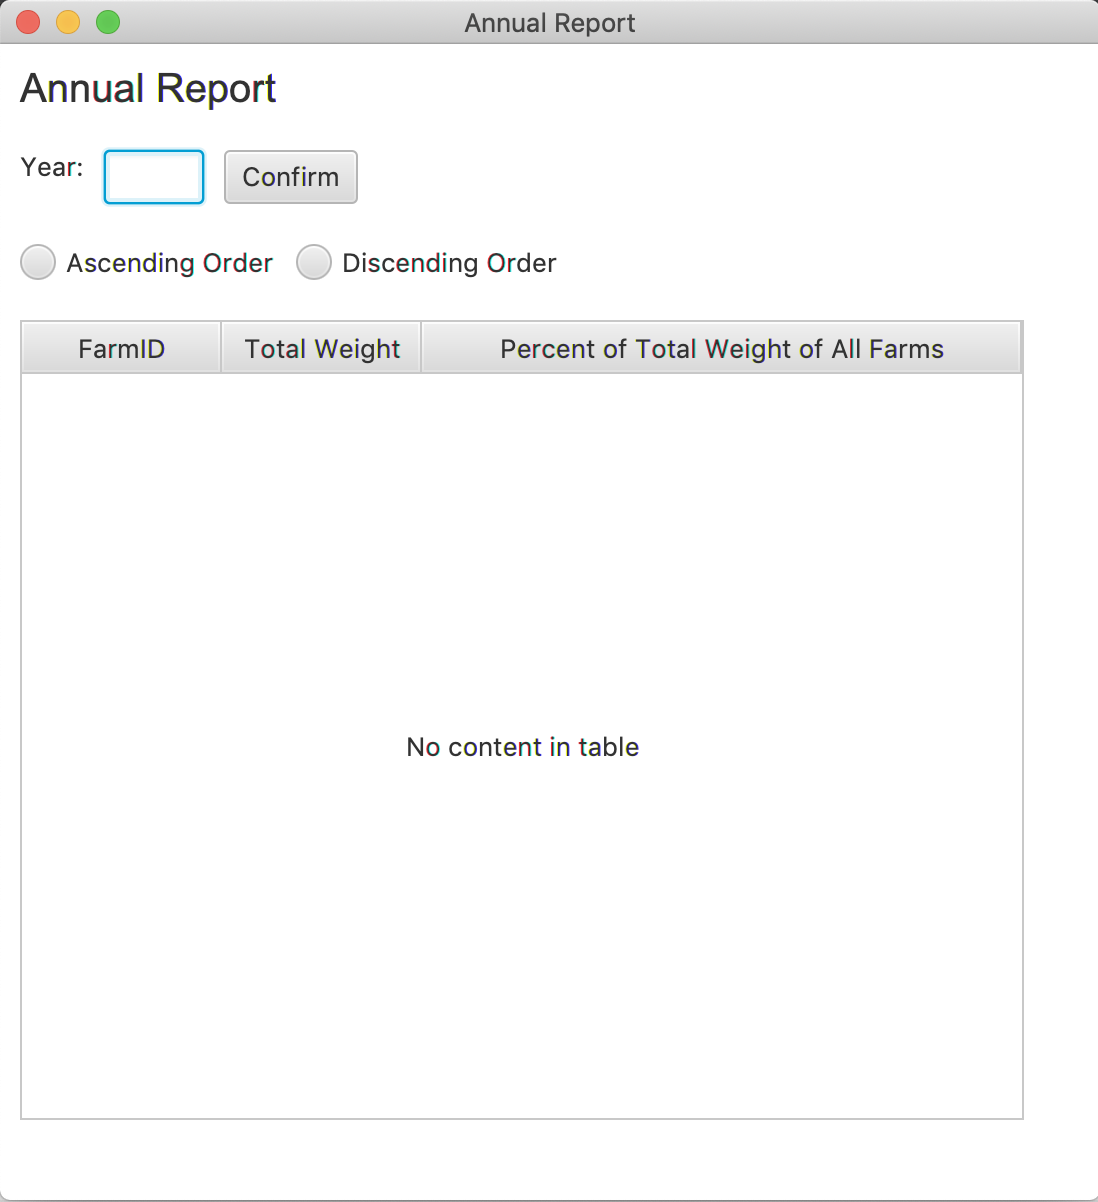 Annual Report
Annual Report
Year: Confirm
Ascending Order Discending Order
FarmID Total Weight Percent of Total Weight of All Farms
No content in table